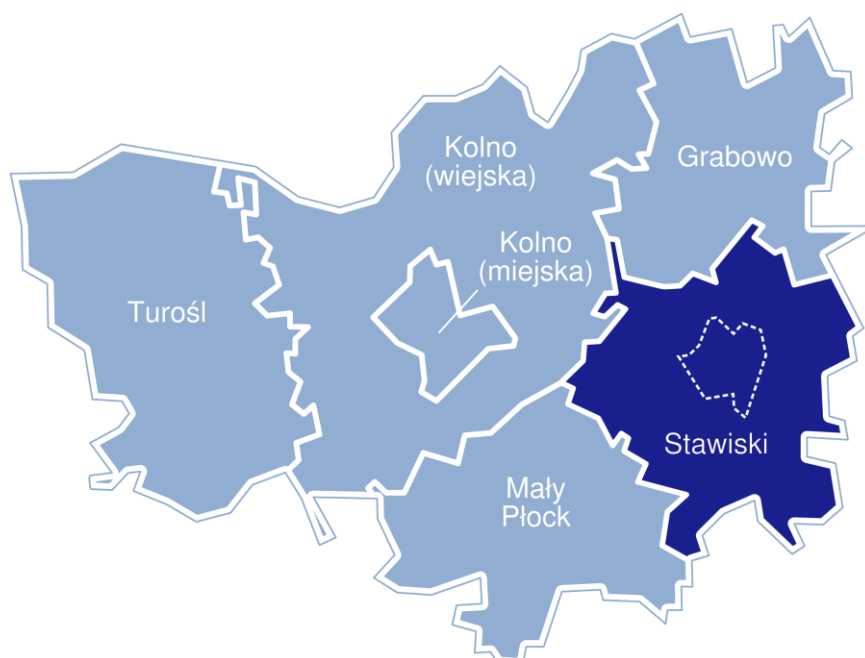 Kolno
(wiejska)
Grabowo
Kolno
(miejska)
Turośl
Stawiski
Mały
Płock